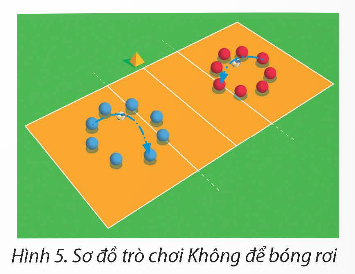 Hình 5. Sơ đồ trò chơi Không để bóng rơi